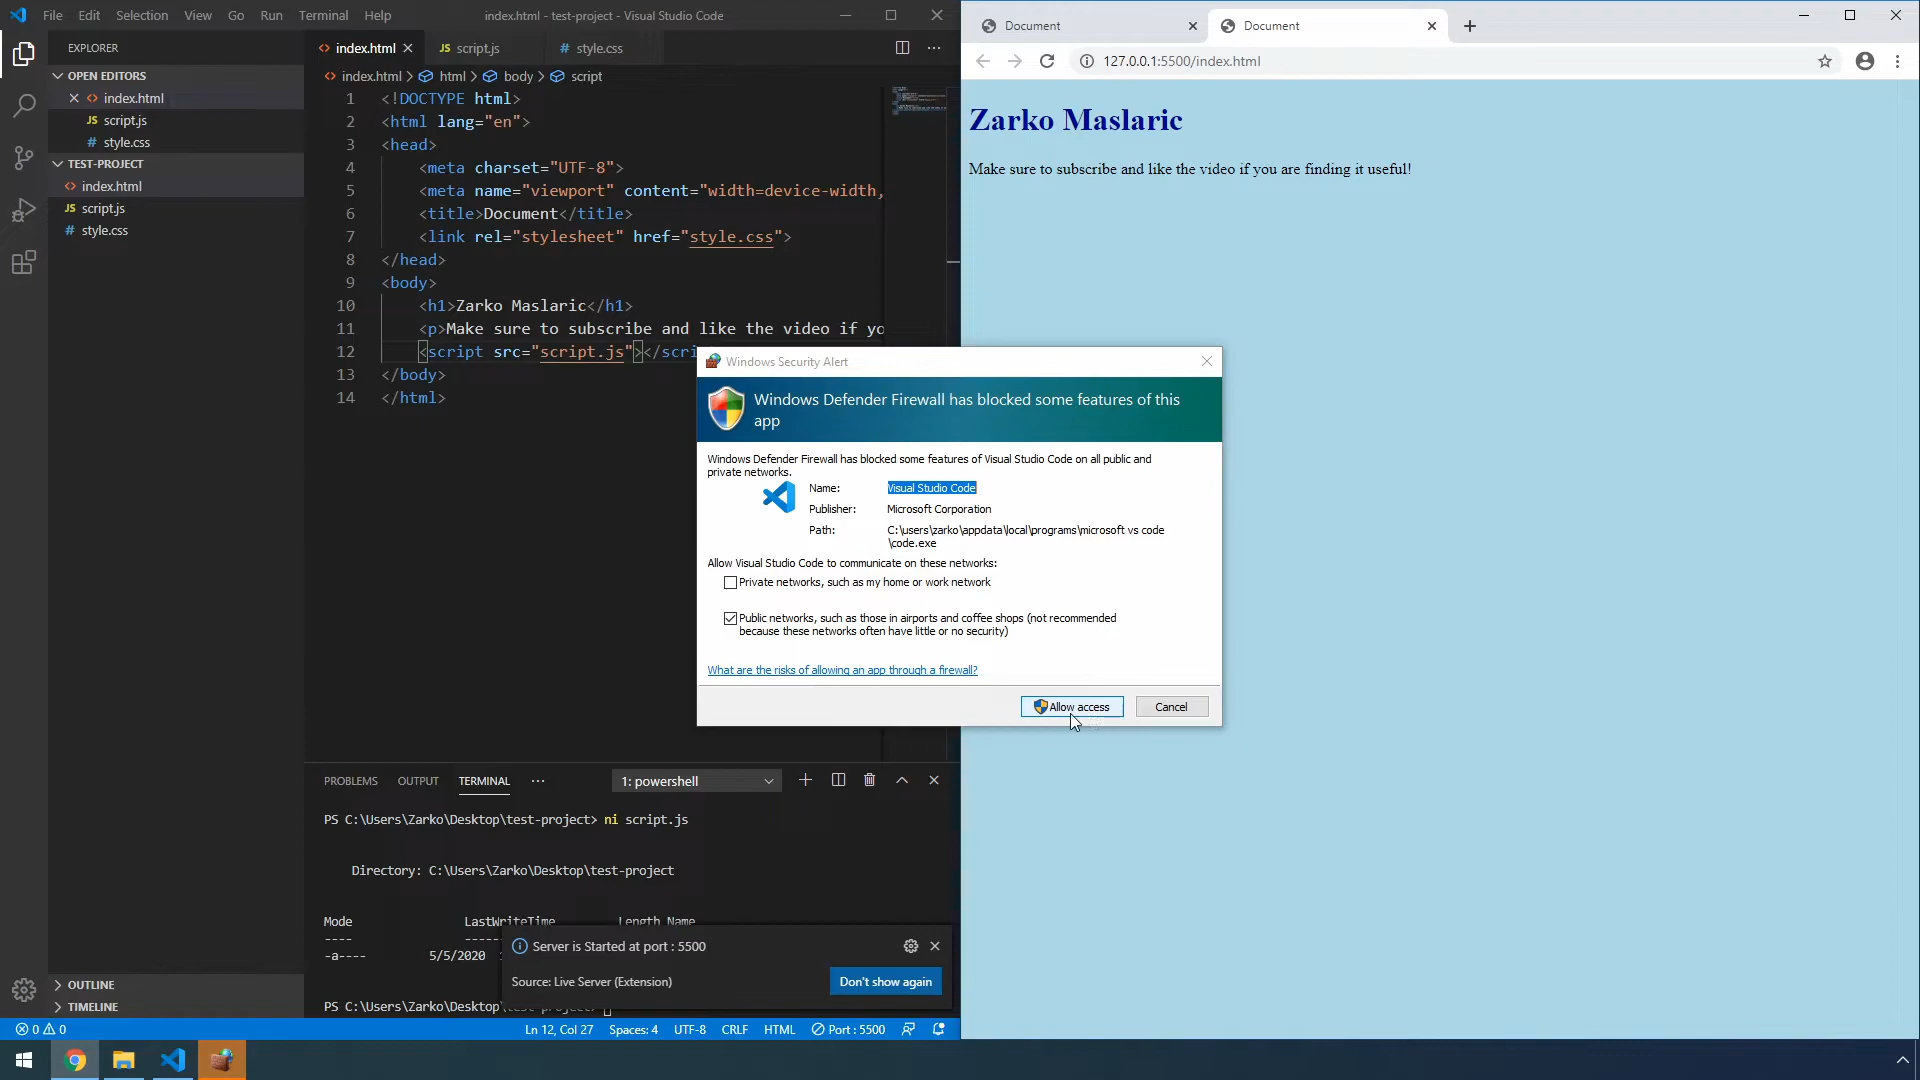 File Edit Selection View Go Run Terminal Help
index.html - test-project - Visual Studio Code
EXPLORER
OPEN EDITORS
index.html
JS script.js
# style.css
TEST-PROJECT
index.html
JS script.js
# style.css
OUTLINE
TIMELINE
index.html
JS script.js
# style.css
index.html > html > body > script
1 <!DOCTYPE html>
2 <html lang="en">
3 <head>
4 <meta charset="UTF-8">
5 <meta name="viewport" content="width=device-width,
6 <title>Document</title>
7 <link rel="stylesheet" href="style.css">
8 </head>
9 <body>
10 <h1>Zarko Maslaric</h1>
11 <p>Make sure to subscribe and like the video if yo
12 <script src="script.js"></scri
13 </body>
14 </html>
PROBLEMS OUTPUT TERMINAL ··· 1: powershell
PS C:\Users\Zarko\Desktop\test-project> ni script.js
Directory: C:\Users\Zarko\Desktop\test-project
Mode LastWriteTime Length Name
---- -----
-a---- 5/5/2020
PS C:\Users\Zarko\Desktop\test-project>
Server is Started at port : 5500
Source: Live Server (Extension)
Don't show again
0 0
Ln 12, Col 27 Spaces: 4 UTF-8 CRLF HTML Port : 5500
Document
Document
127.0.0.1:5500/index.html
Zarko Maslaric
Make sure to subscribe and like the video if you are finding it useful!
Windows Security Alert
Windows Defender Firewall has blocked some features of this
app
Windows Defender Firewall has blocked some features of Visual Studio Code on all public and
private networks.
Name: Visual Studio Code
Publisher: Microsoft Corporation
Path: C:\users\zarko\appdata\local\programs\microsoft vs code
\code.exe
Allow Visual Studio Code to communicate on these networks:
Private networks, such as my home or work network
Public networks, such as those in airports and coffee shops (not recommended
because these networks often have little or no security)
What are the risks of allowing an app through a firewall?
Allow access
Cancel